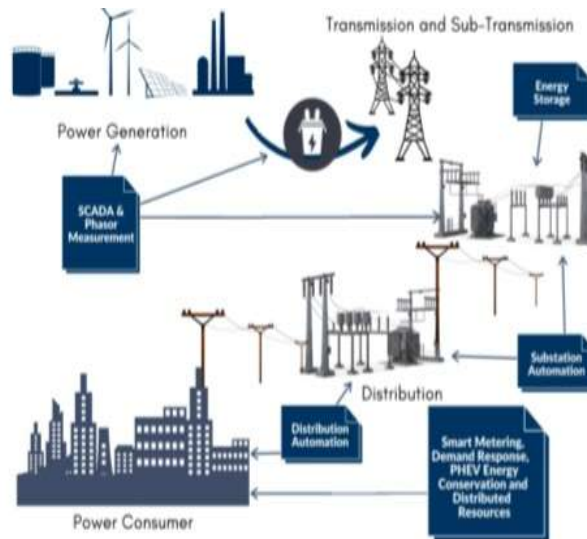 Transmission and Sub-Transmission
Energy
Storage
Power Generation
SCADA &
Phasor
Measurement
Substation
Automation
Distribution
Distribution
Automation
Smart Metering,
Demand Response,
PHEV Energy
Conservation and
Distributed
Resources
Power Consumer